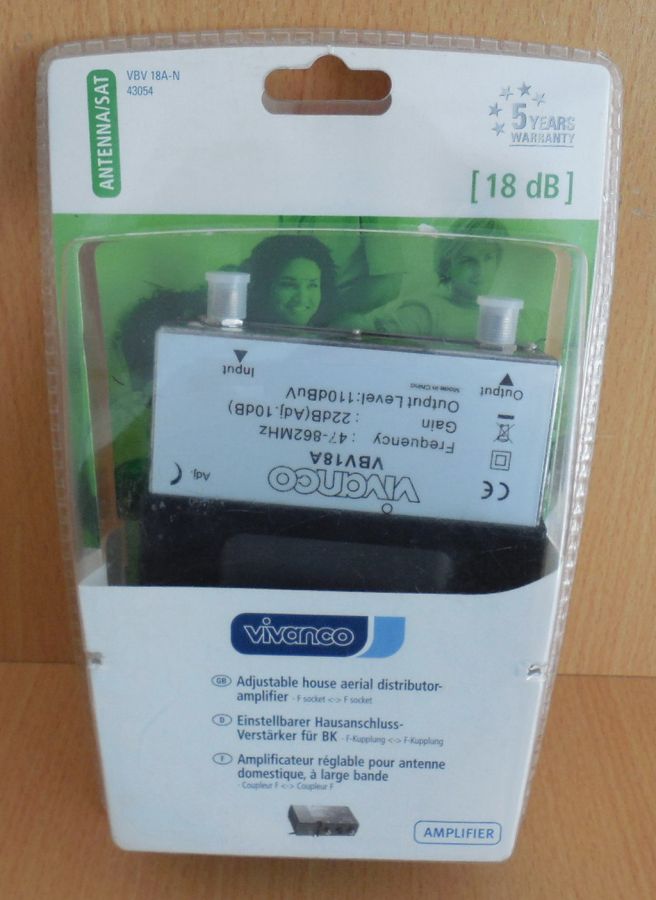 ANTENNA/SAT
VBV 18A-N
43054
5 YEARS
WARRANTY
[18 dB]
Input
Output
Made in China
Output Level:110dBuV
Gain : 22dB(Adj.10dB)
Frequency : 47-862MHz
VBV18A
vivanco
Adj.
CE
vivanco
GB Adjustable house aerial distributor-
amplifier · F socket <-> F socket
D Einstellbarer Hausanschluss-
Verstärker für BK · F-Kupplung <-> F-Kupplung
F Amplificateur réglable pour antenne
domestique, à large bande
· Coupleur F <-> Coupleur F
AMPLIFIER